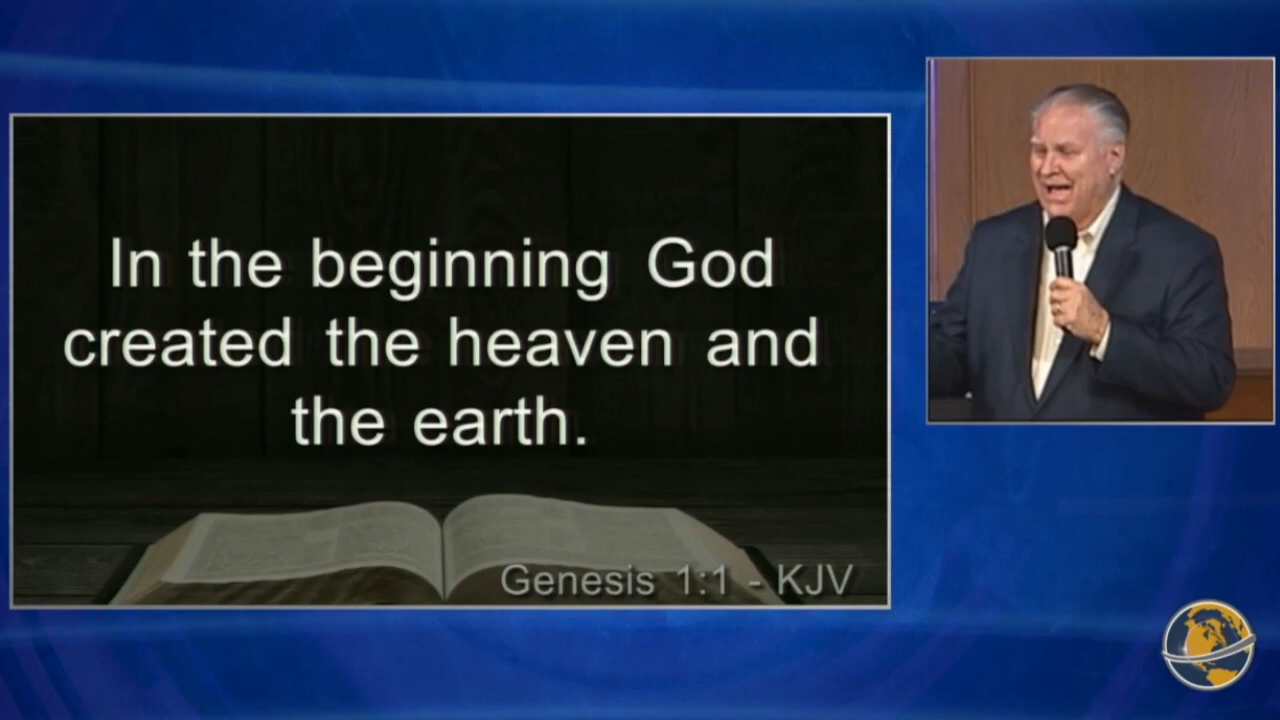 In the beginning God
created the heaven and
the earth.
Genesis 1:1 - KJV